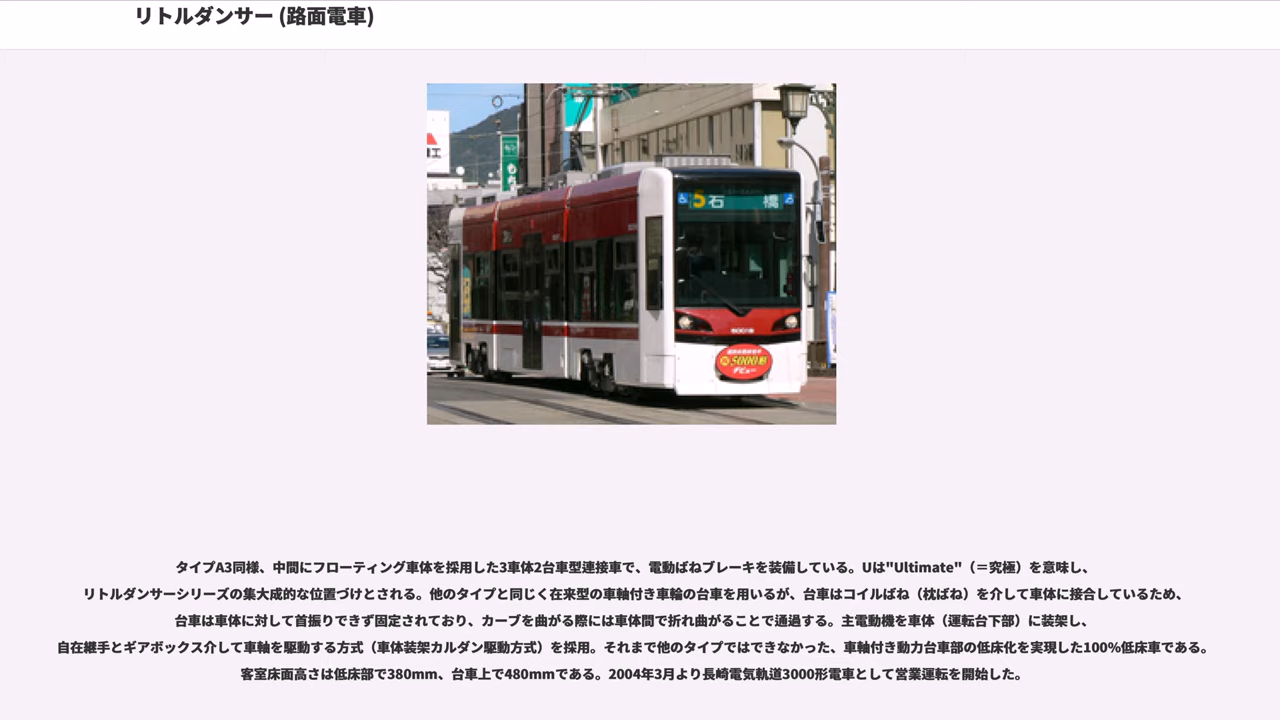 リトルダンサー (路面電車)
もち
5 石 橋
5000形
デビュー
タイプA3同様、中間にフローティング車体を採用した3車体2台車型連接車で、電動ばねブレーキを装備している。Uは"Ultimate"（＝究極）を意味し、
リトルダンサーシリーズの集大成的な位置づけとされる。他のタイプと同じく在来型の車軸付き車輪の台車を用いるが、台車はコイルばね（枕ばね）を介して車体に接合しているため、
台車は車体に対して首振りできず固定されており、カーブを曲がる際には車体間で折れ曲がることで通過する。主電動機を車体（運転台下部）に装架し、
自在継手とギアボックス介して車軸を駆動する方式（車体装架カルダン駆動方式）を採用。それまで他のタイプではできなかった、車軸付き動力台車部の低床化を実現した100%低床車である。
客室床面高さは低床部で380mm、台車上で480mmである。2004年3月より長崎電気軌道3000形電車として営業運転を開始した。